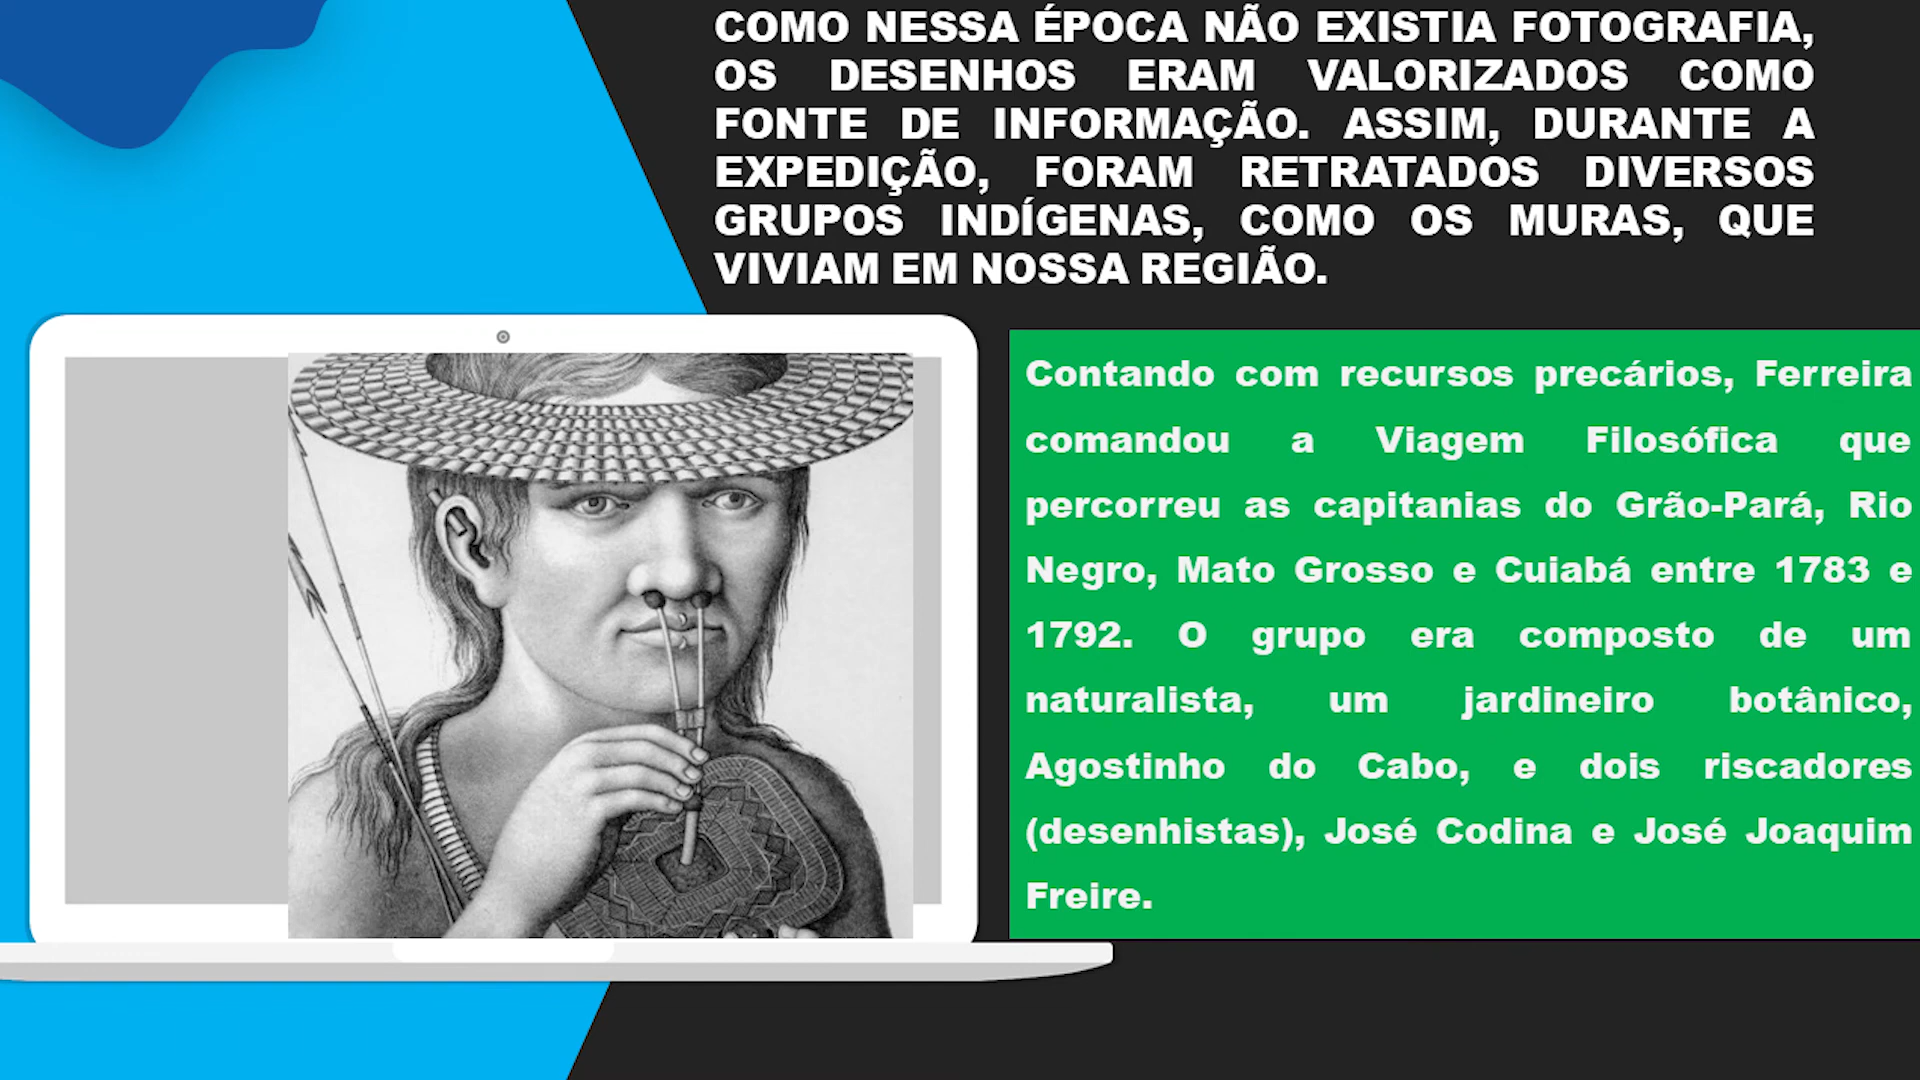 COMO NESSA ÉPOCA NÃO EXISTIA FOTOGRAFIA,
OS DESENHOS ERAM VALORIZADOS COMO
FONTE DE INFORMAÇÃO. ASSIM, DURANTE A
EXPEDIÇÃO, FORAM RETRATADOS DIVERSOS
GRUPOS INDÍGENAS, COMO OS MURAS, QUE
VIVIAM EM NOSSA REGIÃO.
Contando com recursos precários, Ferreira
comandou a Viagem Filosófica que
percorreu as capitanias do Grão-Pará, Rio
Negro, Mato Grosso e Cuiabá entre 1783 e
1792. O grupo era composto de um
naturalista, um jardineiro botânico,
Agostinho do Cabo, e dois riscadores
(desenhistas), José Codina e José Joaquim
Freire.